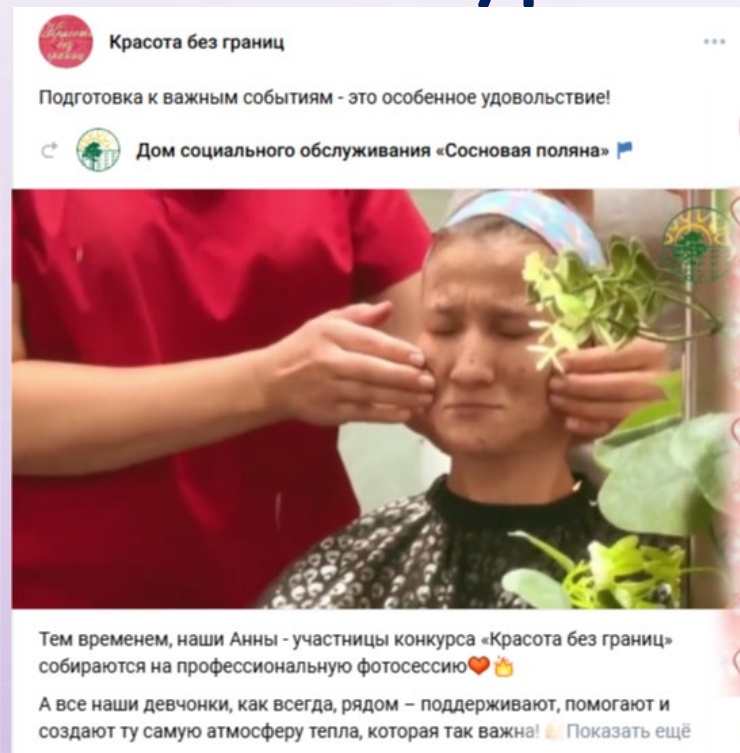 Красота без границ
Подготовка к важным событиям - это особенное удовольствие!
Дом социального обслуживания «Сосновая поляна»
Тем временем, наши Анны - участницы конкурса «Красота без границ»
собираются на профессиональную фотосессию❤️🔥
А все наши девчонки, как всегда, рядом – поддерживают, помогают и
создают ту самую атмосферу тепла, которая так важна! Показать ещё